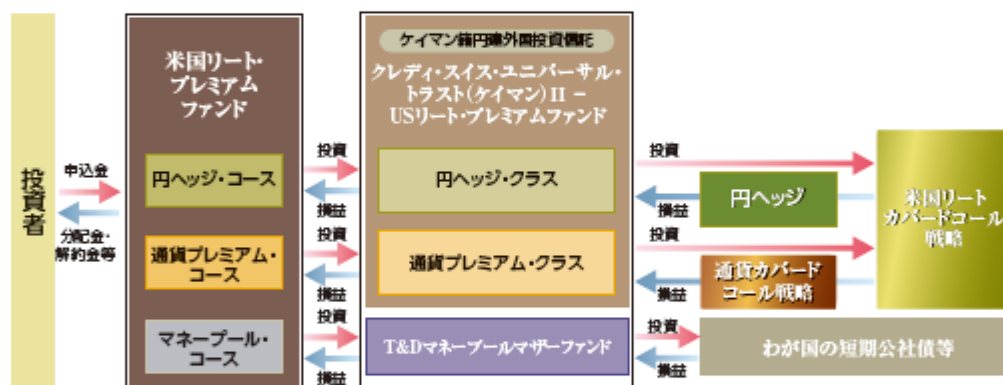 投資者
申込金
分配金・
解約金等
米国リート・
プレミアム
ファンド
円ヘッジ・コース
通貨プレミアム・
コース
マネープール・
コース
投資
損益
投資
損益
投資
損益
ケイマン籍円建外国投資信託
クレディ・スイス・ユニバーサル・
トラスト(ケイマン)II －
USリート・プレミアムファンド
円ヘッジ・クラス
通貨プレミアム・クラス
T&Dマネープールマザーファンド
投資
損益
円ヘッジ
投資
損益
通貨カバード
コール戦略
投資
損益
米国リート
カバードコール
戦略
わが国の短期公社債等